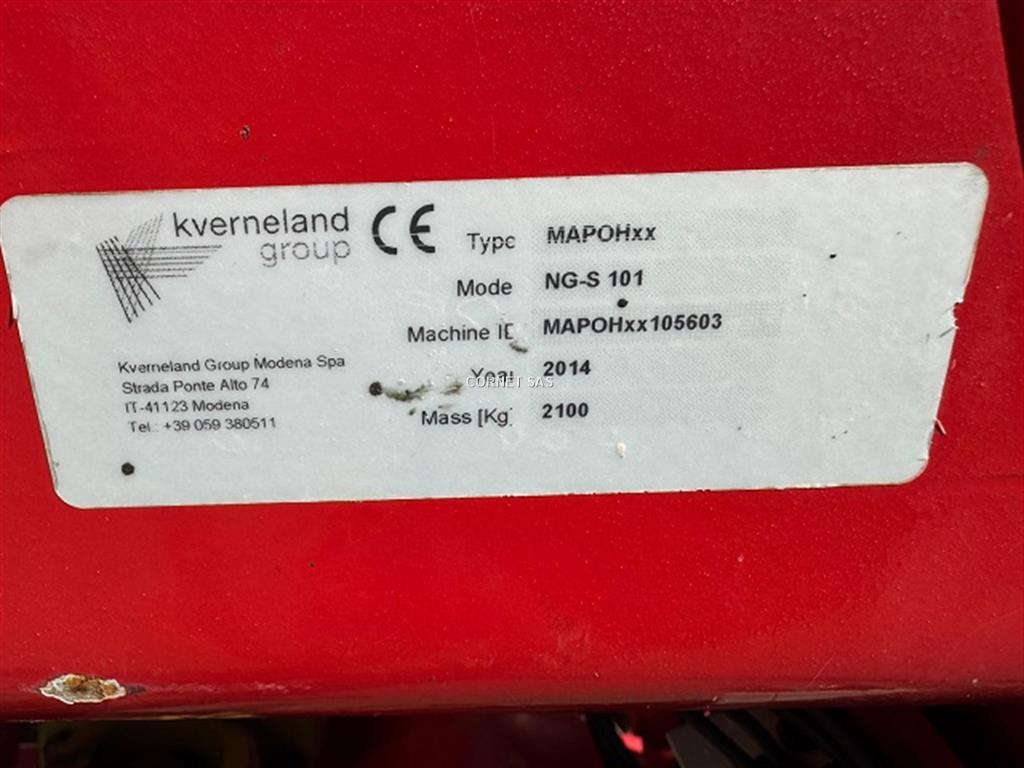 kverneland
group
CE
Type MAPOHxx
Mode NG-S 101
Machine ID MAPOHxx105603
Year 2014
Mass [Kg] 2100
Kverneland Group Modena Spa
Strada Ponte Alto 74
IT-41123 Modena
Tel.: +39 059 380511
CORNET SAS